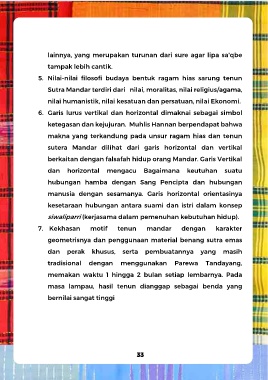 lainnya, yang merupakan turunan dari sure agar lipa sa'qbe
tampak lebih cantik.
5. Nilai-nilai filosofi budaya bentuk ragam hias sarung tenun
Sutra Mandar terdiri dari nilai, moralitas, nilai religius/agama,
nilai humanistik, nilai kesatuan dan persatuan, nilai Ekonomi.
6. Garis lurus vertikal dan horizontal dimaknai sebagai simbol
ketegasan dan kejujuran. Muhlis Hannan berpendapat bahwa
makna yang terkandung pada unsur ragam hias dan tenun
sutera Mandar dilihat dari garis horizontal dan vertikal
berkaitan dengan falsafah hidup orang Mandar. Garis Vertikal
dan horizontal mengacu Bagaimana keutuhan suatu
hubungan hamba dengan Sang Pencipta dan hubungan
manusia dengan sesamanya. Garis horizontal orientasinya
kesetaraan hubungan antara suami dan istri dalam konsep
siwaliparri (kerjasama dalam pemenuhan kebutuhan hidup).
7. Kekhasan motif tenun mandar dengan karakter
geometrisnya dan penggunaan material benang sutra emas
dan perak khusus, serta pembuatannya yang masih
tradisional dengan menggunakan Parewa Tandayang,
memakan waktu 1 hingga 2 bulan setiap lembarnya. Pada
masa lampau, hasil tenun dianggap sebagai benda yang
bernilai sangat tinggi
33